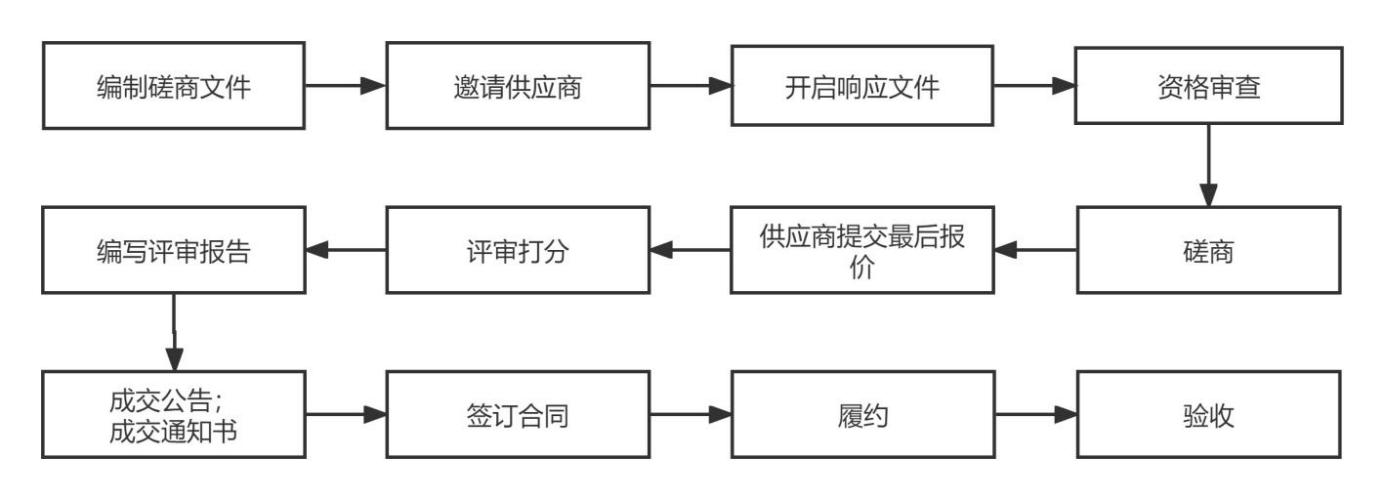 编制磋商文件
邀请供应商
开启响应文件
资格审查
磋商
供应商提交最后报
价
评审打分
编写评审报告
成交公告；
成交通知书
签订合同
履约
验收